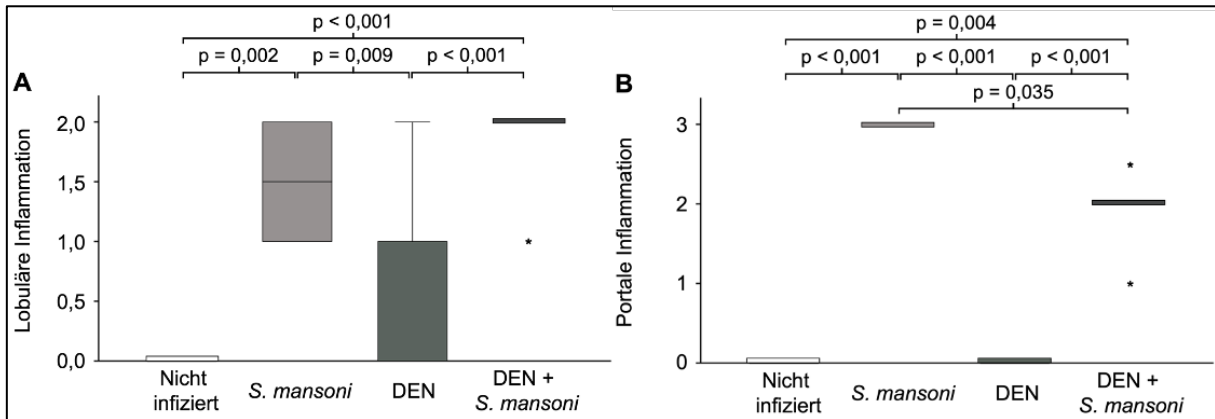 A
p < 0,001
p = 0,002
p = 0,009
p < 0,001
Lobuläre Inflammation
2,0
1,5
1,0
0,5
0,0
*
Nicht
infiziert
S. mansoni
DEN
DEN +
S. mansoni
B
p = 0,004
p < 0,001
p < 0,001
p < 0,001
p = 0,035
Portale Inflammation
3
2
1
0
*
*
Nicht
infiziert
S. mansoni
DEN
DEN +
S. mansoni